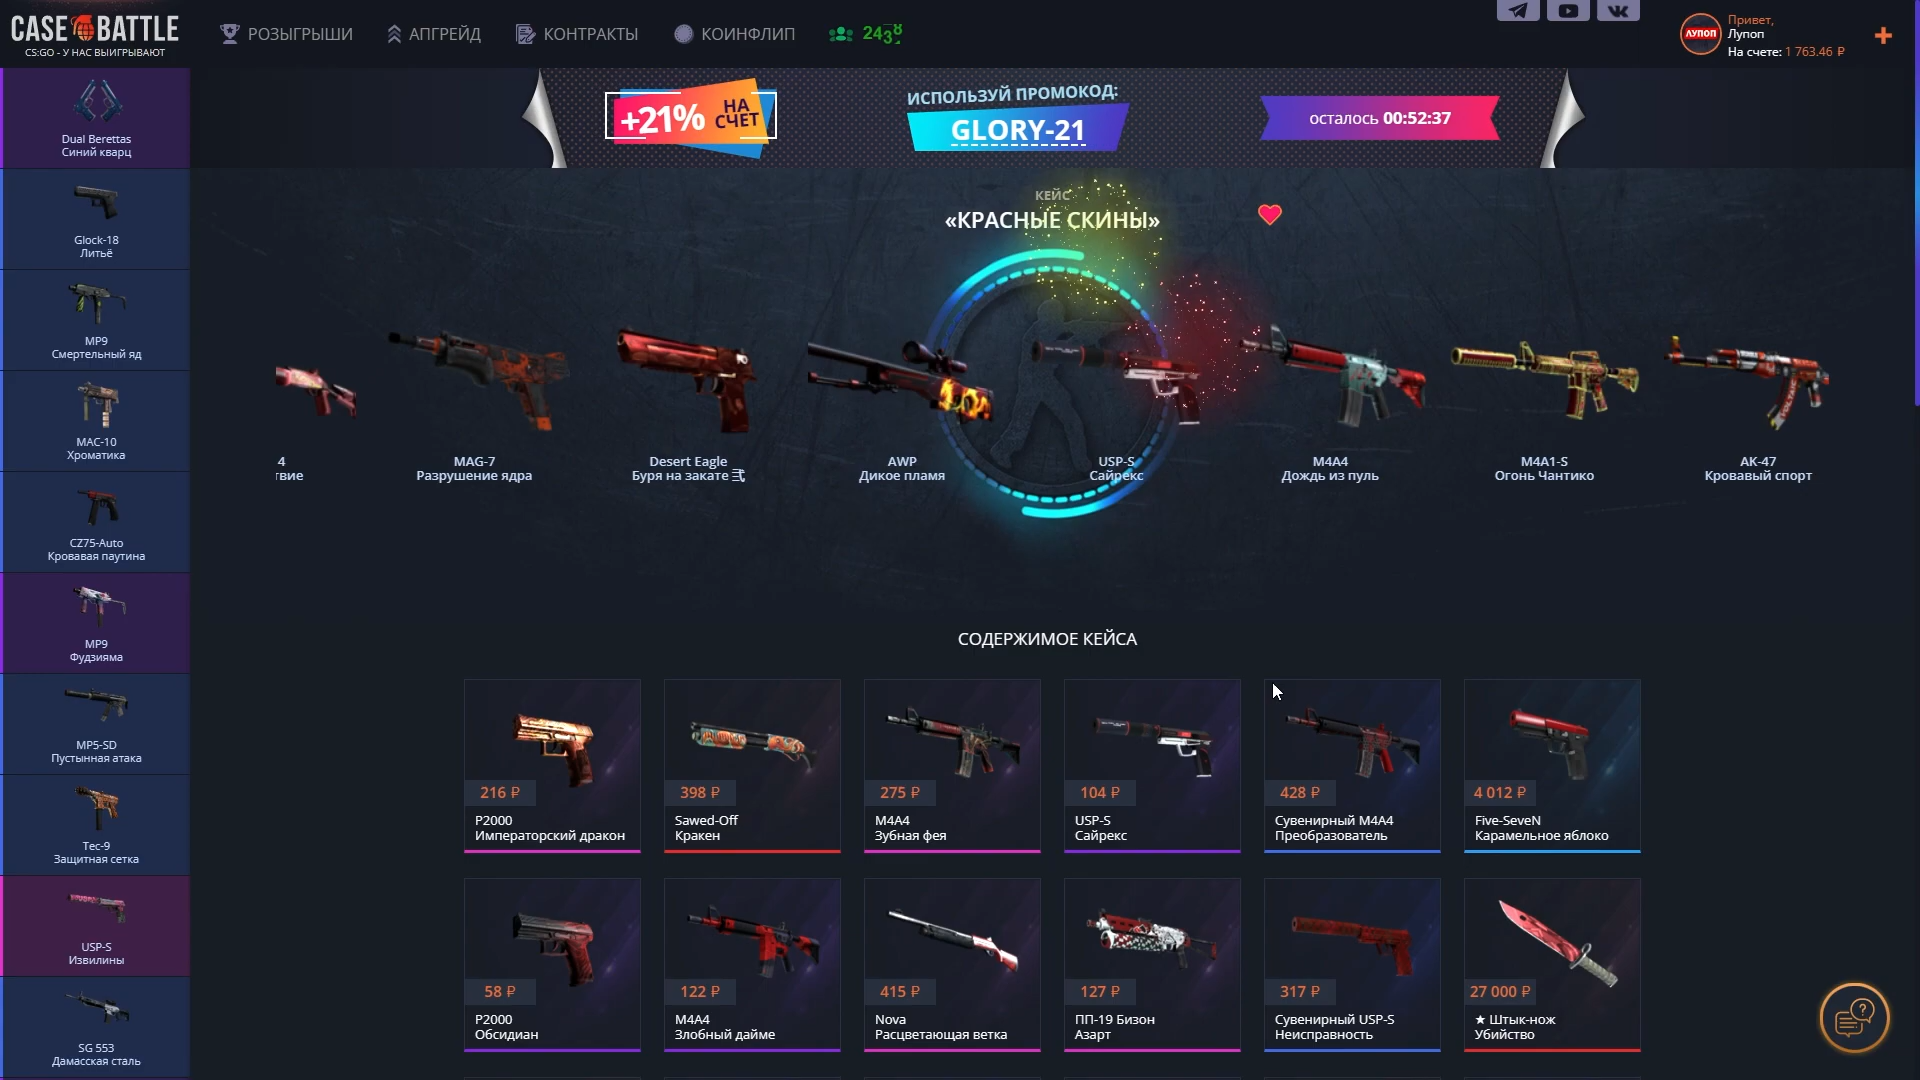 CASE BATTLE
CS:GO - У НАС ВЫИГРЫВАЮТ
РОЗЫГРЫШИ
АПГРЕЙД
КОНТРАКТЫ
КОИНФЛИП
Привет,
Лупоп
На счете: 1 763.46 ₽
ЛУПОП
+21% НА СЧЕТ
ИСПОЛЬЗУЙ ПРОМОКОД:
GLORY-21
осталось 00:52:37
Dual Berettas
Синий кварц
Glock-18
Литьё
MP9
Смертельный яд
MAC-10
Хроматика
CZ75-Auto
Кровавая паутина
MP9
Фудзияма
MP5-SD
Пустынная атака
Tec-9
Защитная сетка
USP-S
Извилины
SG 553
Дамасская сталь
КЕЙС
«КРАСНЫЕ СКИНЫ»
4
твие
MAG-7
Разрушение ядра
Desert Eagle
Буря на закате 弐
AWP
Дикое пламя
USP-S
Сайрекс
M4A4
Дождь из пуль
M4A1-S
Огонь Чантико
AK-47
Кровавый спорт
СОДЕРЖИМОЕ КЕЙСА
216 ₽
P2000
Императорский дракон
398 ₽
Sawed-Off
Кракен
275 ₽
M4A4
Зубная фея
104 ₽
USP-S
Сайрекс
428 ₽
Сувенирный M4A4
Преобразователь
4 012 ₽
Five-SeveN
Карамельное яблоко
58 ₽
P2000
Обсидиан
122 ₽
M4A4
Злобный дайме
415 ₽
Nova
Расцветающая ветка
127 ₽
ПП-19 Бизон
Азарт
317 ₽
Сувенирный USP-S
Неисправность
27 000 ₽
★ Штык-нож
Убийство